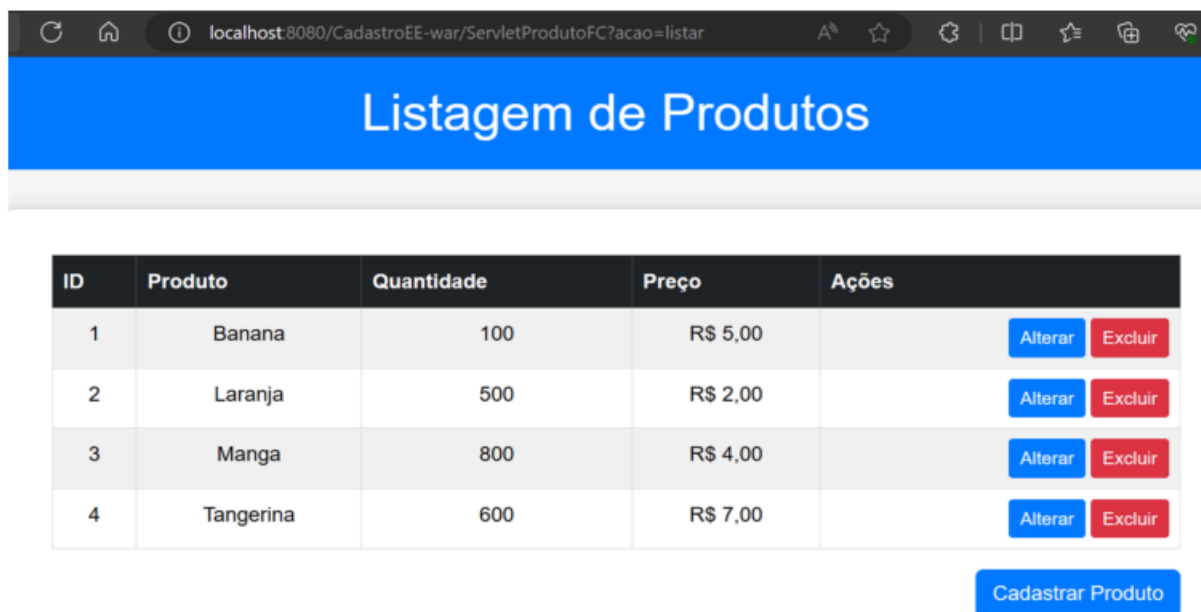 localhost:8080/CadastroEE-war/ServletProdutoFC?acao=listar
Listagem de Produtos
ID Produto Quantidade Preço Ações
1 Banana 100 R$ 5,00 Alterar Excluir
2 Laranja 500 R$ 2,00 Alterar Excluir
3 Manga 800 R$ 4,00 Alterar Excluir
4 Tangerina 600 R$ 7,00 Alterar Excluir
Cadastrar Produto